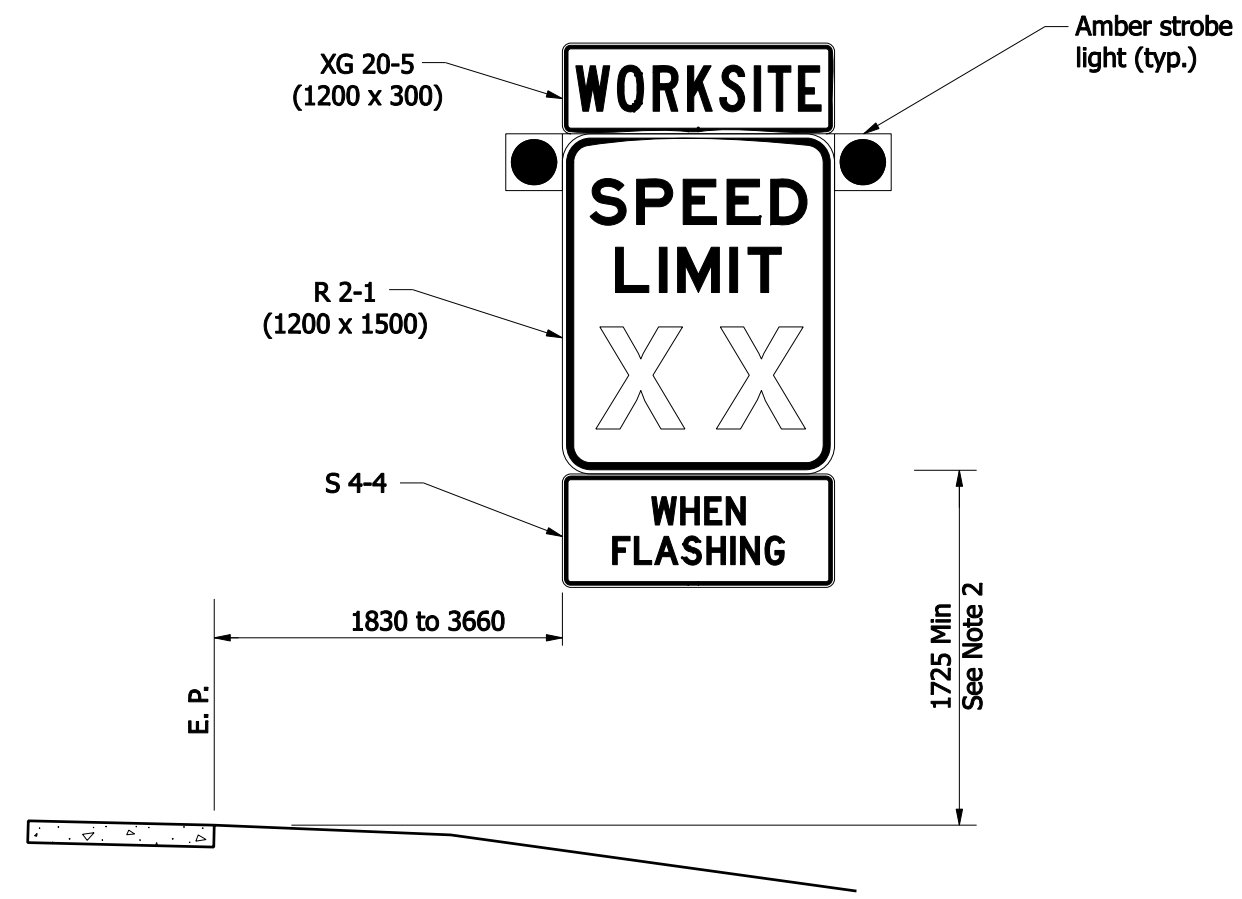 Amber strobe
light (typ.)
XG 20-5
(1200 x 300)
WORKSITE
SPEED
LIMIT
X X
R 2-1
(1200 x 1500)
S 4-4
WHEN
FLASHING
1830 to 3660
E. P.
1725 Min
See Note 2